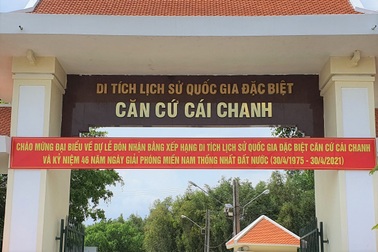 DI TÍCH LỊCH SỬ QUỐC GIA ĐẶC BIỆT
CĂN CỨ CÁI CHANH
CHÀO MỪNG ĐẠI BIỂU VỀ DỰ LỄ ĐÓN NHẬN BẰNG XẾP HẠNG DI TÍCH LỊCH SỬ QUỐC GIA ĐẶC BIỆT CĂN CỨ CÁI CHANH
VÀ KỶ NIỆM 46 NĂM NGÀY GIẢI PHÓNG MIỀN NAM THỐNG NHẤT ĐẤT NƯỚC (30/4/1975 - 30/4/2021)